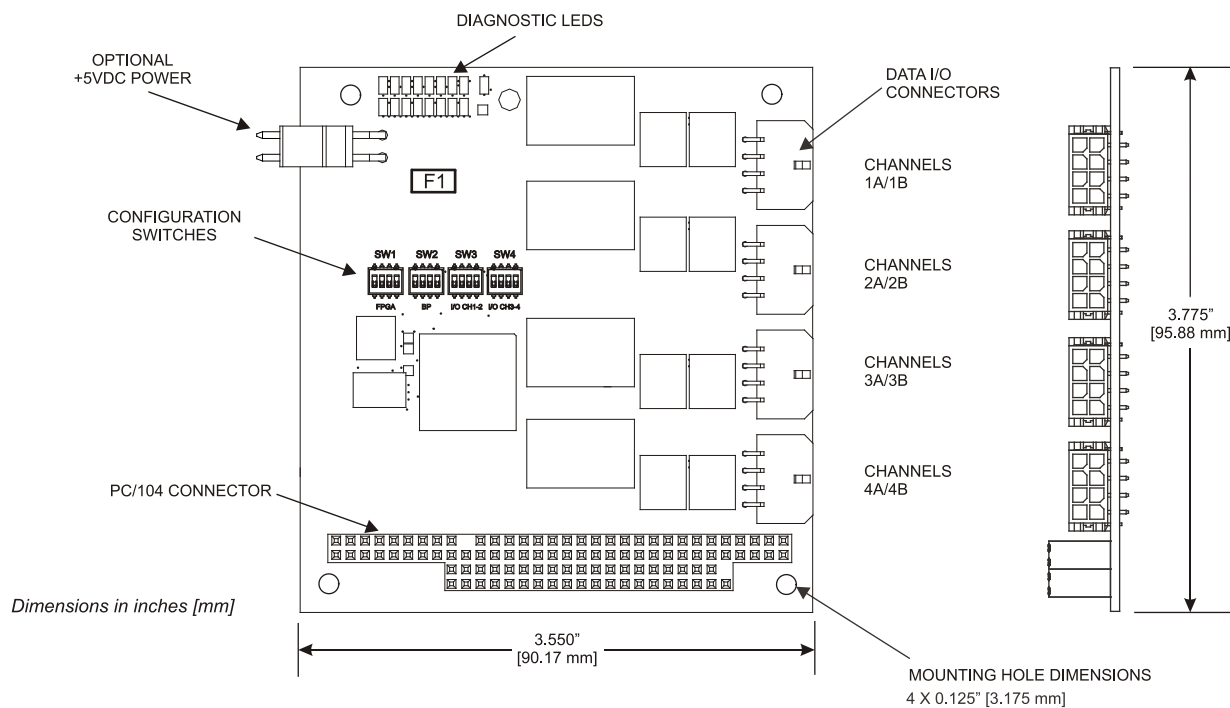 DIAGNOSTIC LEDS
OPTIONAL
+5VDC POWER
DATA I/O
CONNECTORS
F1
CHANNELS
1A/1B
CONFIGURATION
SWITCHES
SW1 SW2 SW3 SW4
FPGA BP I/O CH1-2 I/O CH3-4
CHANNELS
2A/2B
3.775”
[95.88 mm]
CHANNELS
3A/3B
CHANNELS
4A/4B
PC/104 CONNECTOR
Dimensions in inches [mm]
3.550”
[90.17 mm]
MOUNTING HOLE DIMENSIONS
4 X 0.125” [3.175 mm]